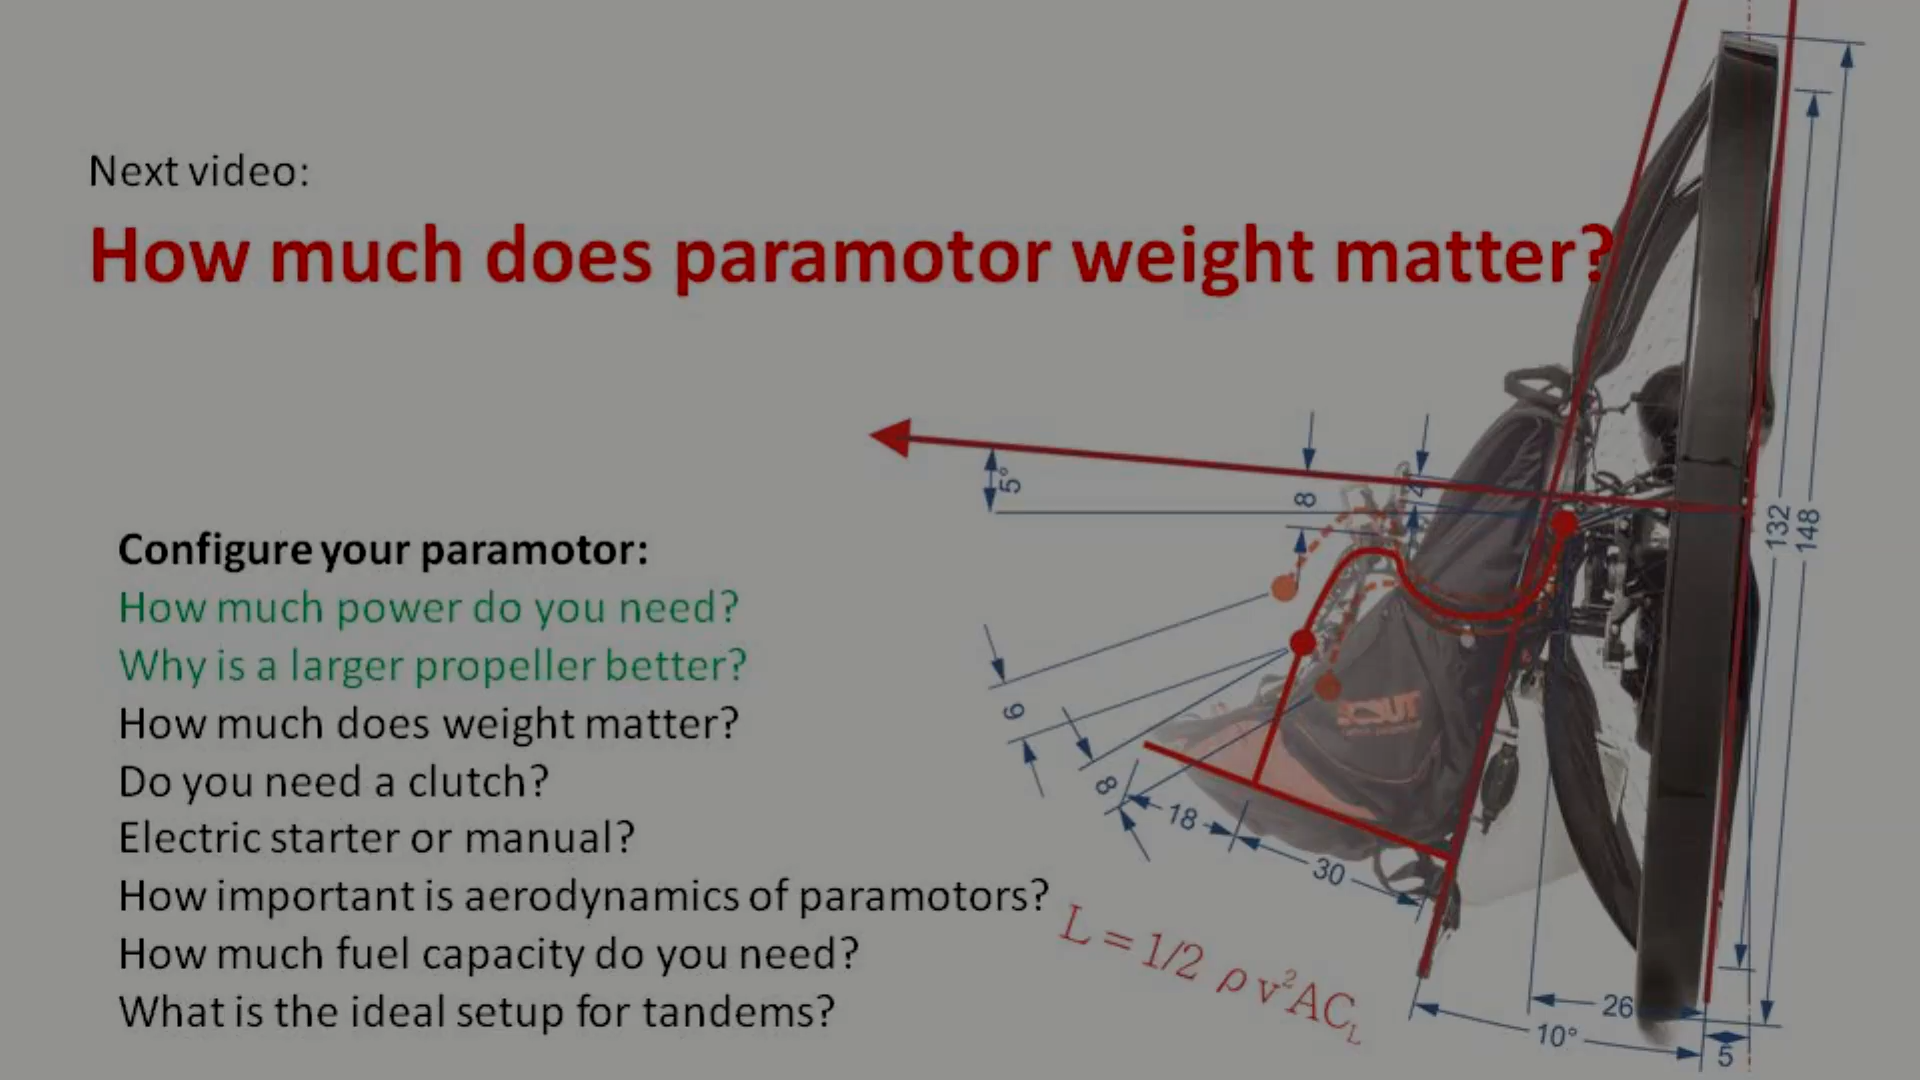 Next video:
How much does paramotor weight matter?
Configure your paramotor:
How much power do you need?
Why is a larger propeller better?
How much does weight matter?
Do you need a clutch?
Electric starter or manual?
How important is aerodynamics of paramotors?
How much fuel capacity do you need?
What is the ideal setup for tandems?
5°
8
4
132
148
6
8
18
30
SCOUT
L = 1/2 ρ v²AC_L
26
10°
5